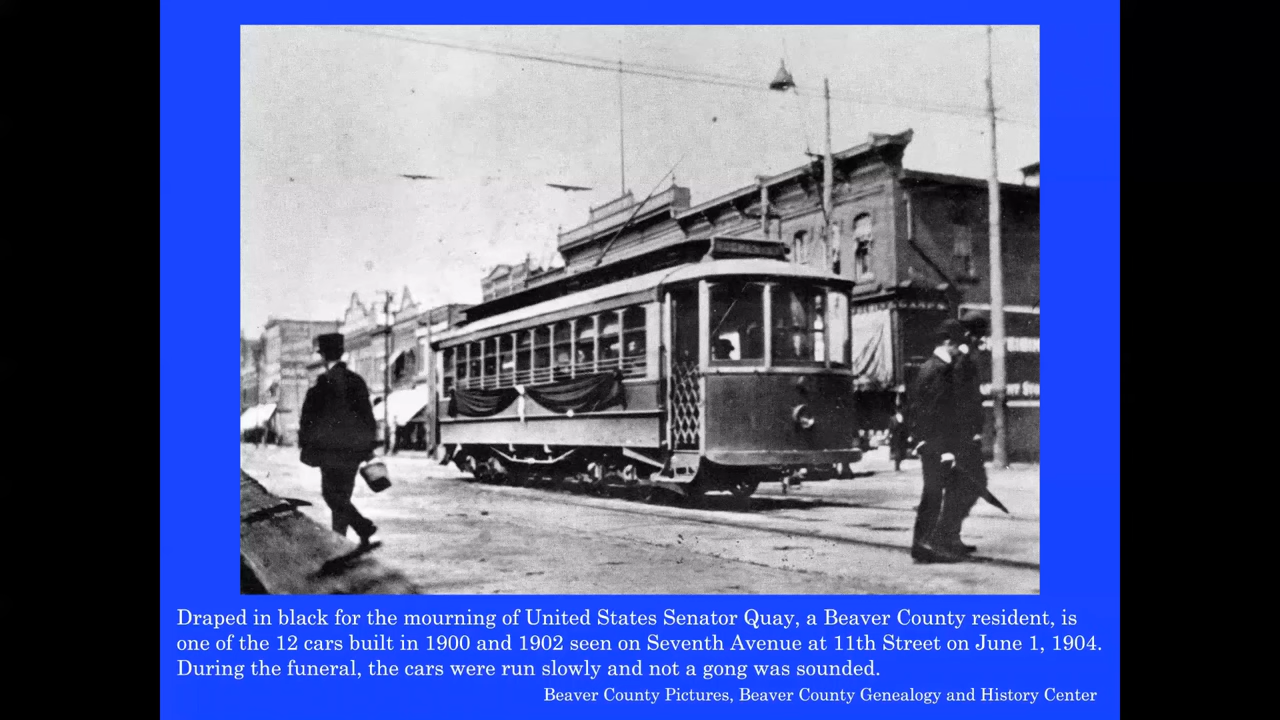 Draped in black for the mourning of United States Senator Quay, a Beaver County resident, is
one of the 12 cars built in 1900 and 1902 seen on Seventh Avenue at 11th Street on June 1, 1904.
During the funeral, the cars were run slowly and not a gong was sounded.
Beaver County Pictures, Beaver County Genealogy and History Center